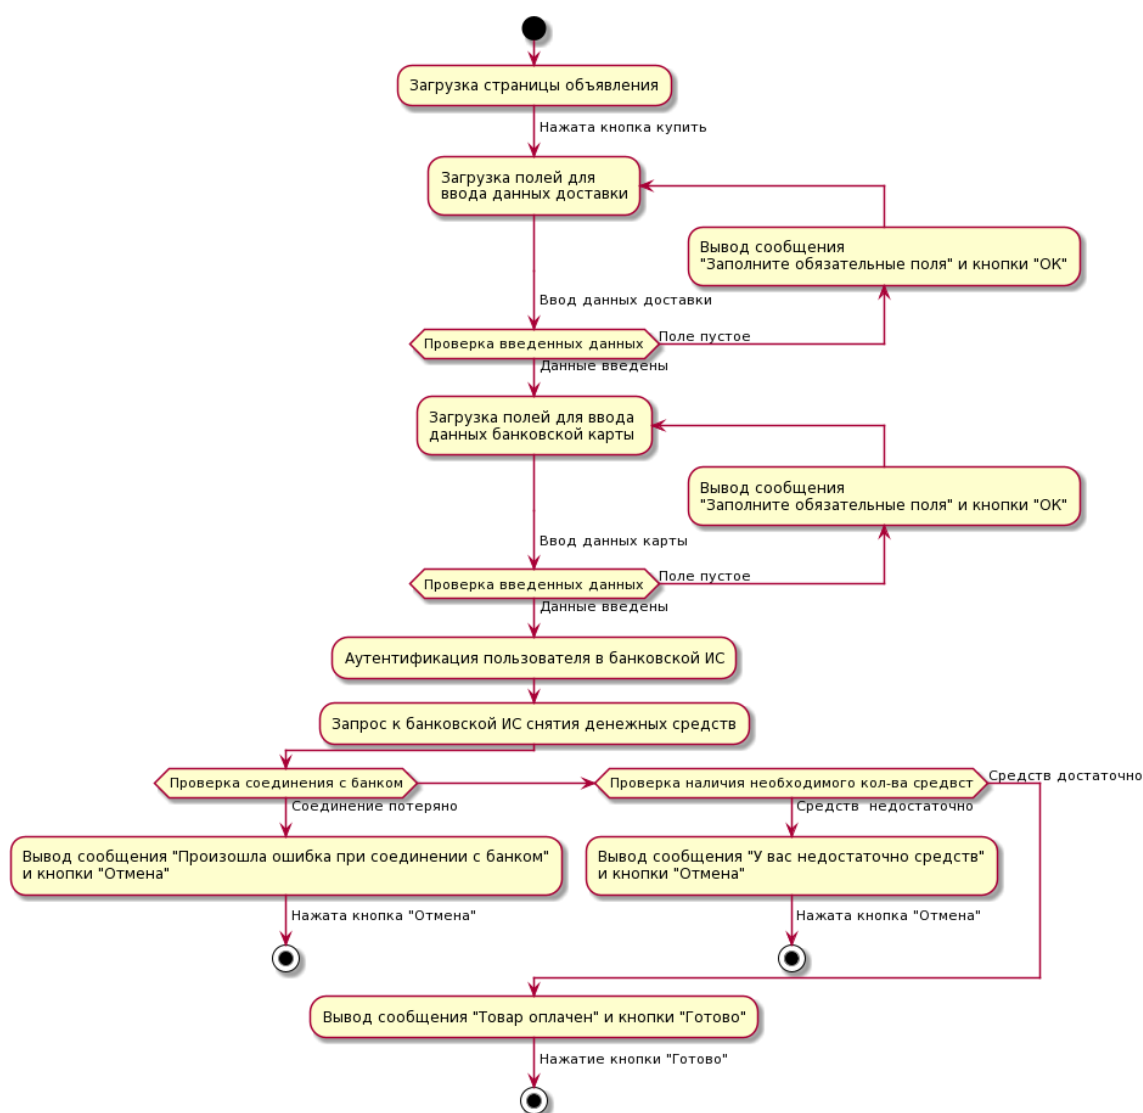 Загрузка страницы объявления
Нажата кнопка купить
Загрузка полей для
ввода данных доставки
Вывод сообщения
"Заполните обязательные поля" и кнопки "ОК"
Ввод данных доставки
Проверка введенных данных
Поле пустое
Данные введены
Загрузка полей для ввода
данных банковской карты
Вывод сообщения
"Заполните обязательные поля" и кнопки "ОК"
Ввод данных карты
Проверка введенных данных
Поле пустое
Данные введены
Аутентификация пользователя в банковской ИС
Запрос к банковской ИС снятия денежных средств
Проверка соединения с банком
Проверка наличия необходимого кол-ва средвст
Средств достаточно
Соединение потеряно
Средств  недостаточно
Вывод сообщения "Произошла ошибка при соединении с банком"
и кнопки "Отмена"
Вывод сообщения "У вас недостаточно средств"
и кнопки "Отмена"
Нажата кнопка "Отмена"
Нажата кнопка "Отмена"
Вывод сообщения "Товар оплачен" и кнопки "Готово"
Нажатие кнопки "Готово"